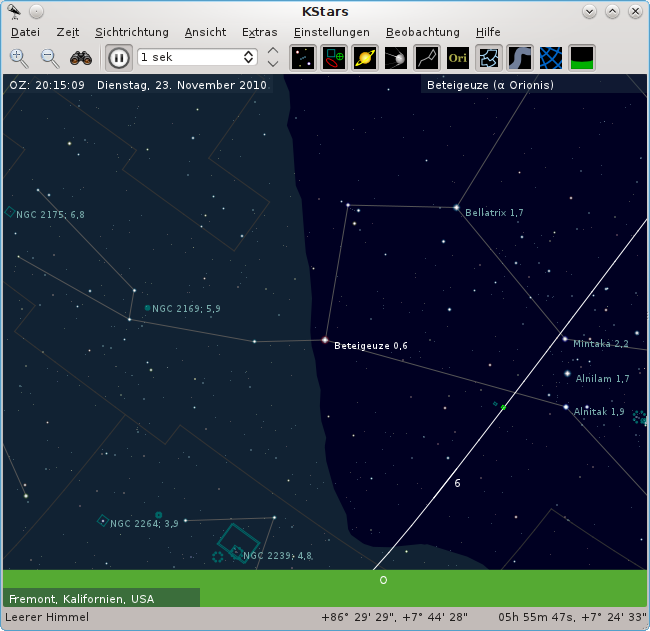 KStars
Datei Zeit Sichtrichtung Ansicht Extras Einstellungen Beobachtung Hilfe
1 sek
Ori
OZ: 20:15:09 Dienstag, 23. November 2010
Beteigeuze (α Orionis)
NGC 2175; 6,8
Bellatrix 1,7
NGC 2169; 5,9
Beteigeuze 0,6
Mintaka 2,2
Alnilam 1,7
Alnitak 1,9
6
NGC 2264; 3,9
NGC 2239; 4,8
O
Fremont, Kalifornien, USA
Leerer Himmel
+86° 29' 29", +7° 44' 28"
05h 55m 47s, +7° 24' 33"